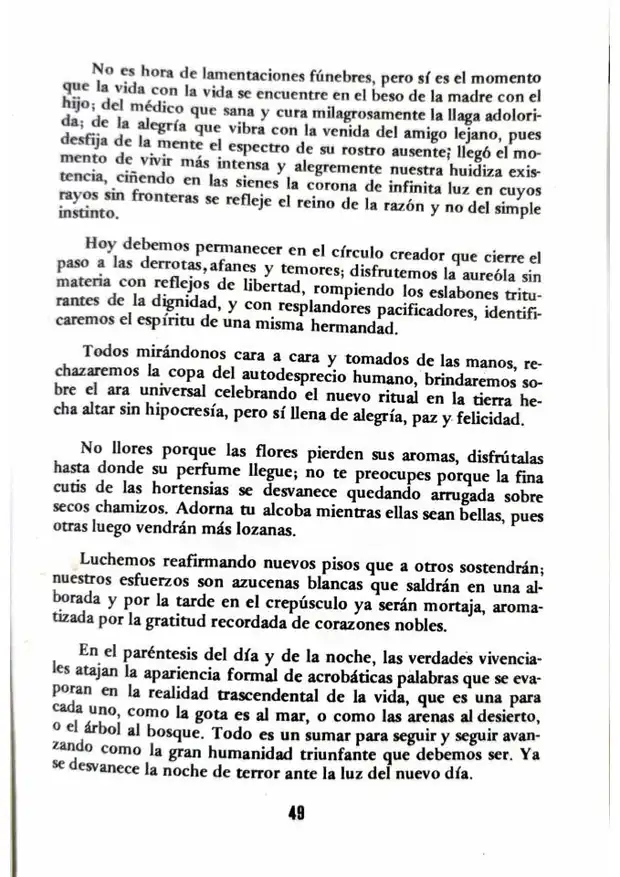 No es hora de lamentaciones fúnebres, pero sí es el momento
que la vida con la vida se encuentre en el beso de la madre con el
hijo; del médico que sana y cura milagrosamente la llaga adolori-
da; de la alegría que vibra con la venida del amigo lejano, pues
desfija de la mente el espectro de su rostro ausente; llegó el mo-
mento de vivir más intensa y alegremente nuestra huidiza exis-
tencia, ciñendo en las sienes la corona de infinita luz en cuyos
rayos sin fronteras se refleje el reino de la razón y no del simple
instinto.
Hoy debemos permanecer en el círculo creador que cierre el
paso a las derrotas, afanes y temores; disfrutemos la aureóla sin
materia con reflejos de libertad, rompiendo los eslabones tritu-
rantes de la dignidad, y con resplandores pacificadores, identifi-
caremos el espíritu de una misma hermandad.
Todos mirándonos cara a cara y tomados de las manos, re-
chazaremos la copa del autodesprecio humano, brindaremos so-
bre el ara universal celebrando el nuevo ritual en la tierra he-
cha altar sin hipocresía, pero sí llena de alegría, paz y felicidad.
No llores porque las flores pierden sus aromas, disfrútalas
hasta donde su perfume llegue; no te preocupes porque la fina
cutis de las hortensias se desvanece quedando arrugada sobre
secos chamizos. Adorna tu alcoba mientras ellas sean bellas, pues
otras luego vendrán más lozanas.
Luchemos reafirmando nuevos pisos que a otros sostendrán;
nuestros esfuerzos son azucenas blancas que saldrán en una al-
borada y por la tarde en el crepúsculo ya serán mortaja, aroma-
tizada por la gratitud recordada de corazones nobles.
En el paréntesis del día y de la noche, las verdades vivencia-
les atajan la apariencia formal de acrobáticas palabras que se eva-
poran en la realidad trascendental de la vida, que es una para
cada uno, como la gota es al mar, o como las arenas al desierto,
o el árbol al bosque. Todo es un sumar para seguir y seguir avan-
zando como la gran humanidad triunfante que debemos ser. Ya
se desvanece la noche de terror ante la luz del nuevo día.
49